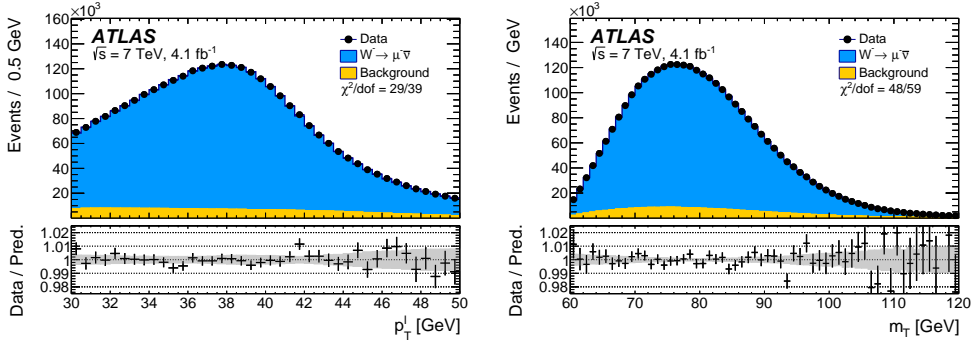 ×10³
160
140
120
100
80
60
40
20
Events / 0.5 GeV
ATLAS
√s = 7 TeV, 4.1 fb⁻¹
Data
W⁻→ μ⁻ν̅
Background
χ²/dof = 29/39
1.02
1.01
1
0.99
0.98
Data / Pred.
30 32 34 36 38 40 42 44 46 48 50
p_T^l [GeV]
×10³
160
140
120
100
80
60
40
20
Events / GeV
ATLAS
√s = 7 TeV, 4.1 fb⁻¹
Data
W⁻→ μ⁻ν̅
Background
χ²/dof = 48/59
1.02
1.01
1
0.99
0.98
Data / Pred.
60 70 80 90 100 110 120
m_T [GeV]